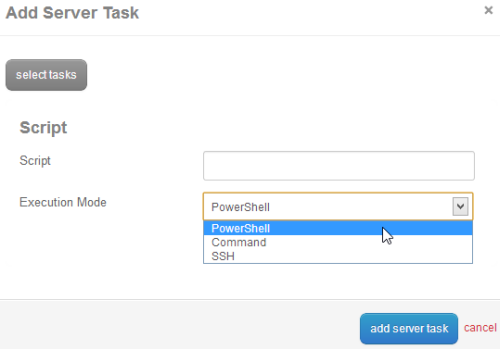 Add Server Task
×
select tasks
Script
Script
Execution Mode
PowerShell
PowerShell
Command
SSH
add server task
cancel